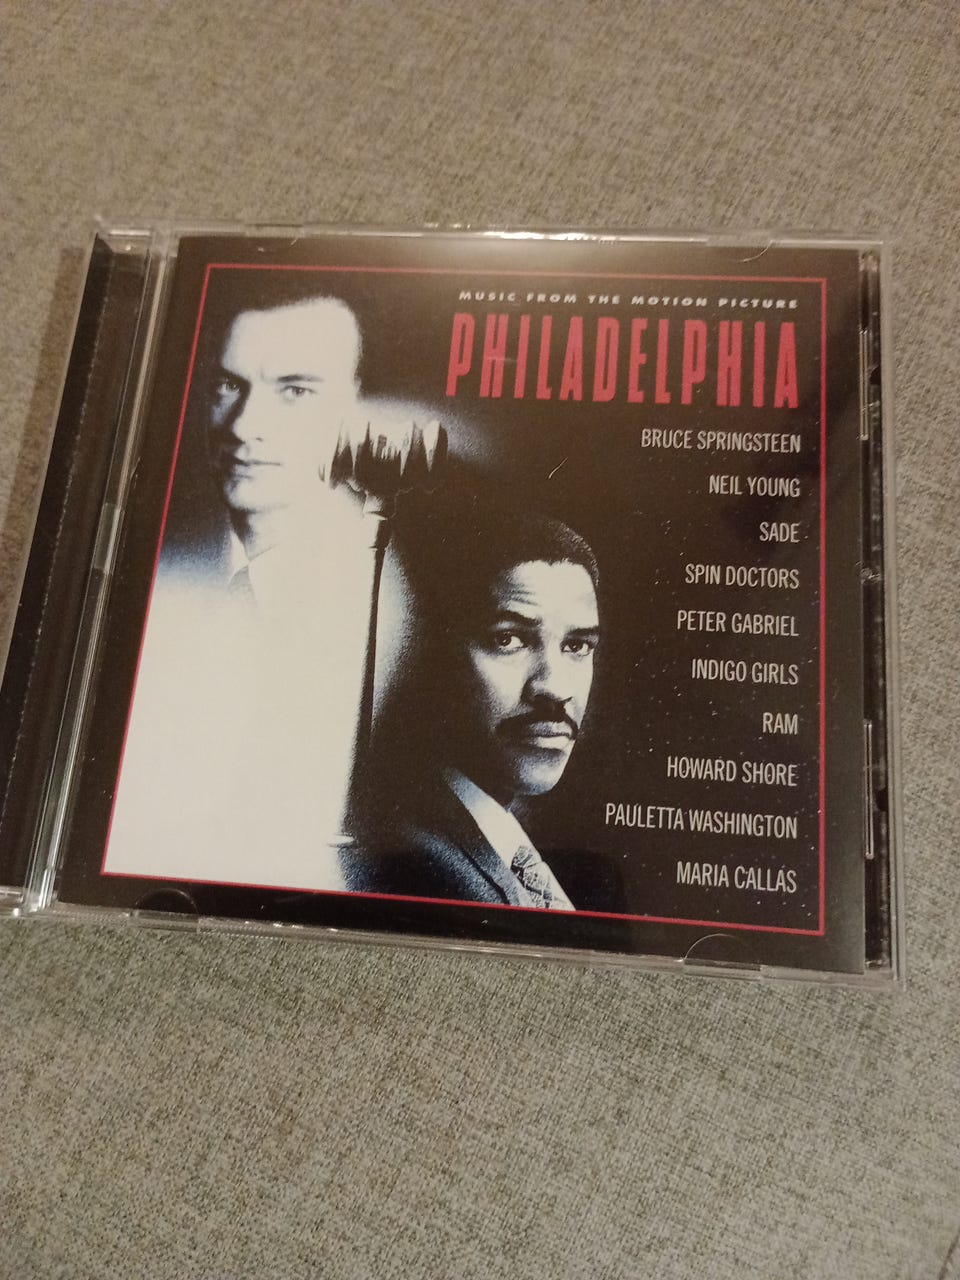 MUSIC FROM THE MOTION PICTURE
PHILADELPHIA
BRUCE SPRINGSTEEN
NEIL YOUNG
SADE
SPIN DOCTORS
PETER GABRIEL
INDIGO GIRLS
RAM
HOWARD SHORE
PAULETTA WASHINGTON
MARIA CALLAS